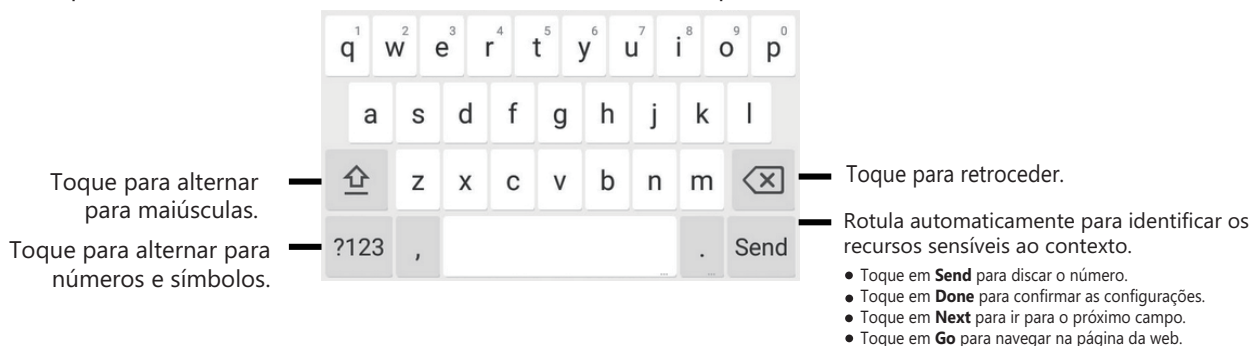 q 1 w 2 e 3 r 4 t 5 y 6 u 7 i 8 o 9 p 0
a s d f g h j k l
z x c v b n m
?123 , . Send
Toque para alternar
para maiúsculas.
Toque para alternar para
números e símbolos.
Toque para retroceder.
Rotula automaticamente para identificar os
recursos sensíveis ao contexto.
● Toque em Send para discar o número.
● Toque em Done para confirmar as configurações.
● Toque em Next para ir para o próximo campo.
● Toque em Go para navegar na página da web.